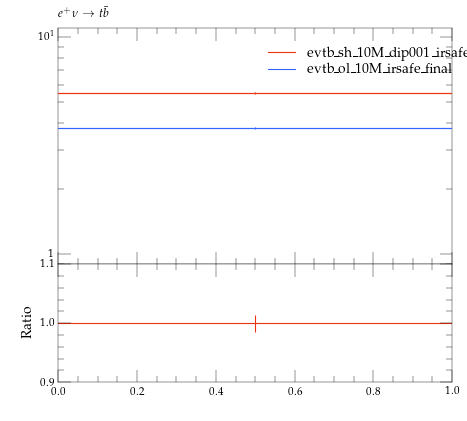 e⁺ν → tb̄
10¹
evtb_sh_10M_dip001_irsafe
evtb_ol_10M_irsafe_final
1
1.1
Ratio
1.0
0.9
0.0 0.2 0.4 0.6 0.8 1.0